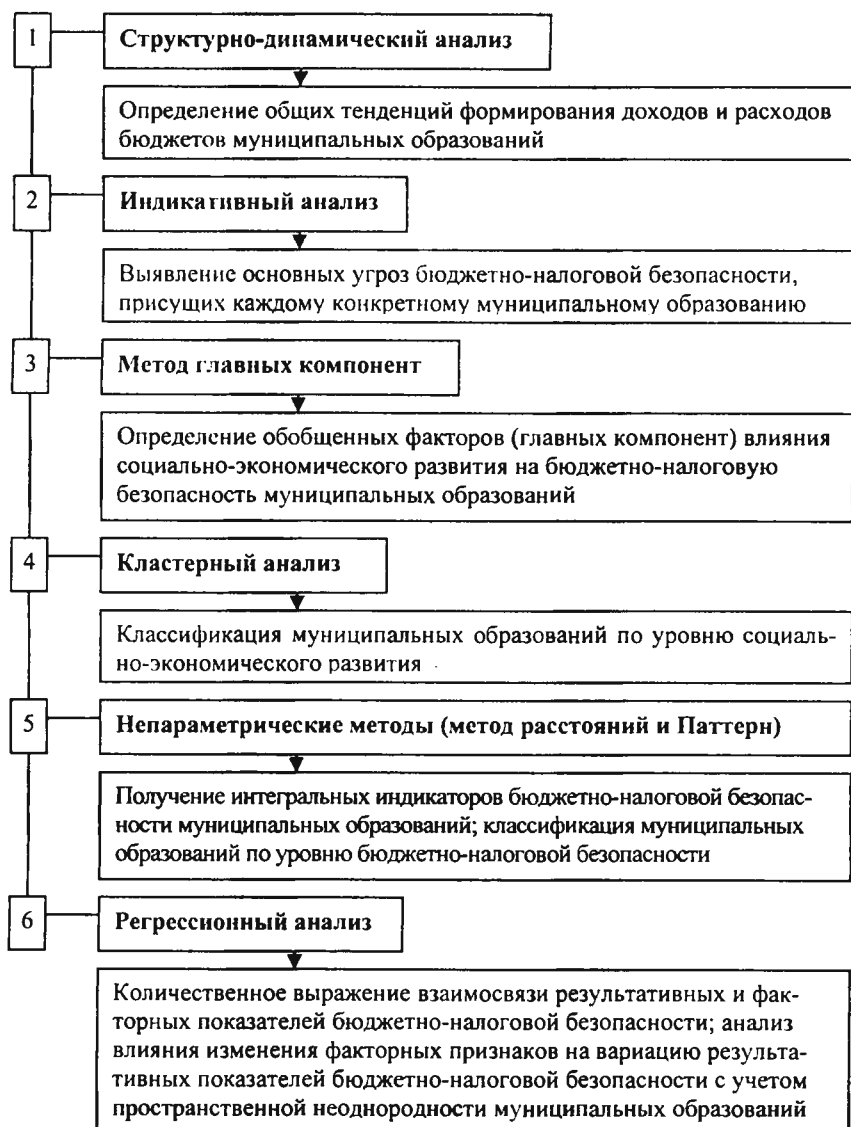 1
Структурно-динамический анализ
Определение общих тенденций формирования доходов и расходов
бюджетов муниципальных образований
2
Индикативный анализ
Выявление основных угроз бюджетно-налоговой безопасности,
присущих каждому конкретному муниципальному образованию
3
Метод главных компонент
Определение обобщенных факторов (главных компонент) влияния
социально-экономического развития на бюджетно-налоговую
безопасность муниципальных образований
4
Кластерный анализ
Классификация муниципальных образований по уровню социаль-
но-экономического развития
5
Непараметрические методы (метод расстояний и Паттерн)
Получение интегральных индикаторов бюджетно-налоговой безопас-
ности муниципальных образований; классификация муниципальных
образований по уровню бюджетно-налоговой безопасности
6
Регрессионный анализ
Количественное выражение взаимосвязи результативных и фак-
торных показателей бюджетно-налоговой безопасности; анализ
влияния изменения факторных признаков на вариацию результа-
тивных показателей бюджетно-налоговой безопасности с учетом
пространственной неоднородности муниципальных образований